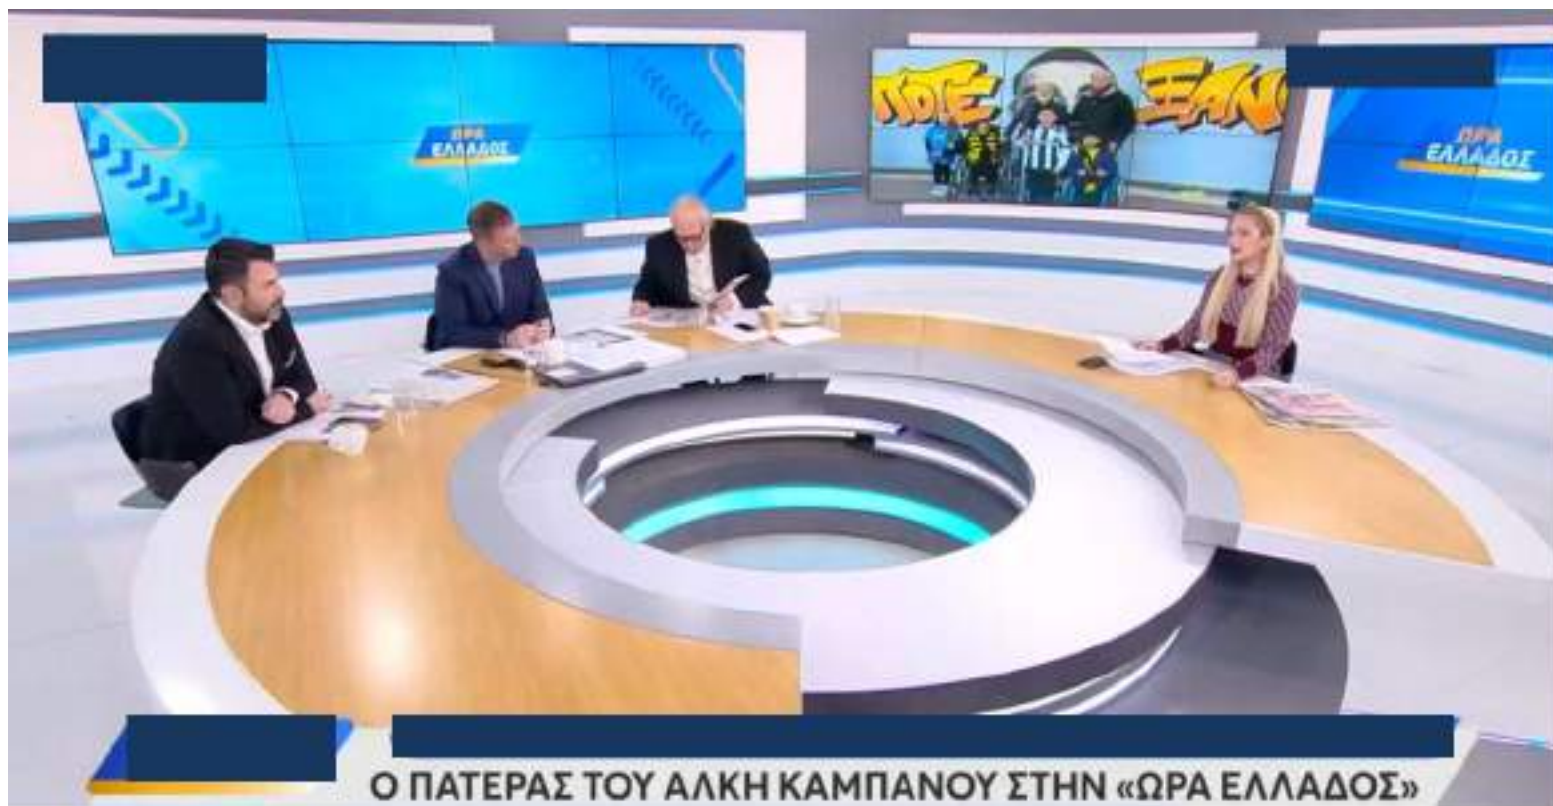 ΩΡΑ
ΕΛΛΑΔΟΣ
ΠΟΤΕ
ΞΑΝΑ
ΩΡΑ
ΕΛΛΑΔΟΣ
Ο ΠΑΤΕΡΑΣ ΤΟΥ ΑΛΚΗ ΚΑΜΠΑΝΟΥ ΣΤΗΝ «ΩΡΑ ΕΛΛΑΔΟΣ»